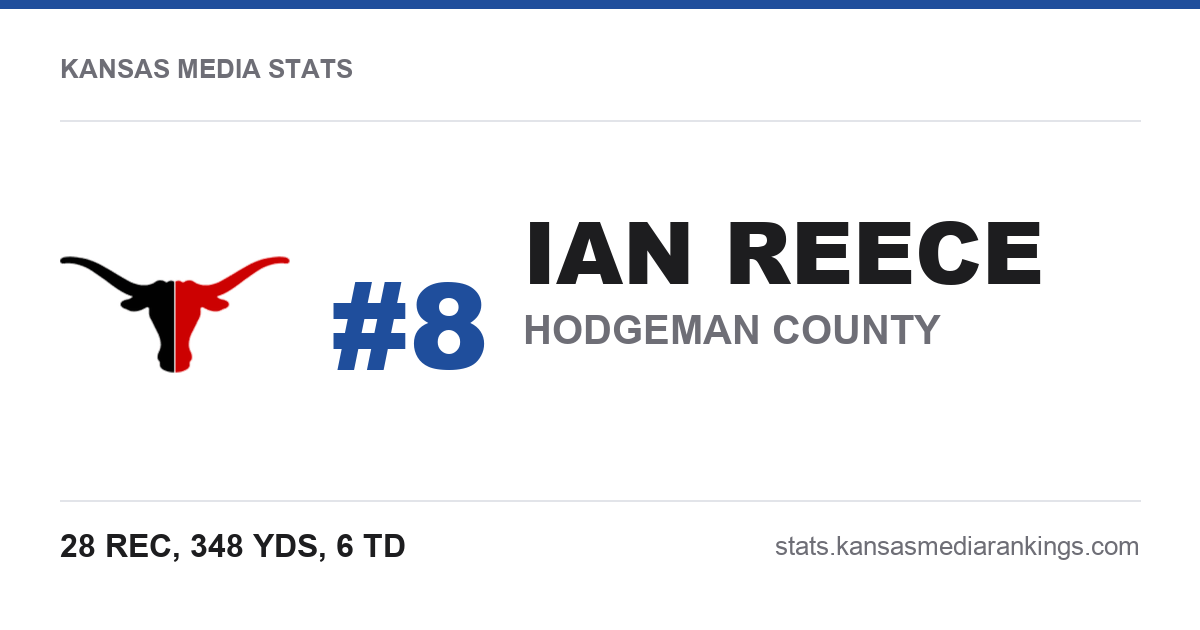 KANSAS MEDIA STATS
#8
IAN REECE
HODGEMAN COUNTY
28 REC, 348 YDS, 6 TD
stats.kansasmediarankings.com